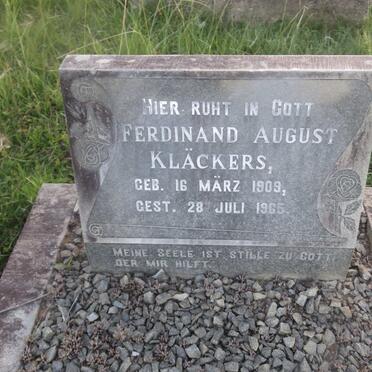 HIER RUHT IN GOTT
FERDINAND AUGUST
KLÄCKERS,
GEB. 16 MÄRZ 1909,
GEST. 28 JULI 1965.
MEINE SEELE IST STILLE ZU GOTT,
DER MIR HILFT.